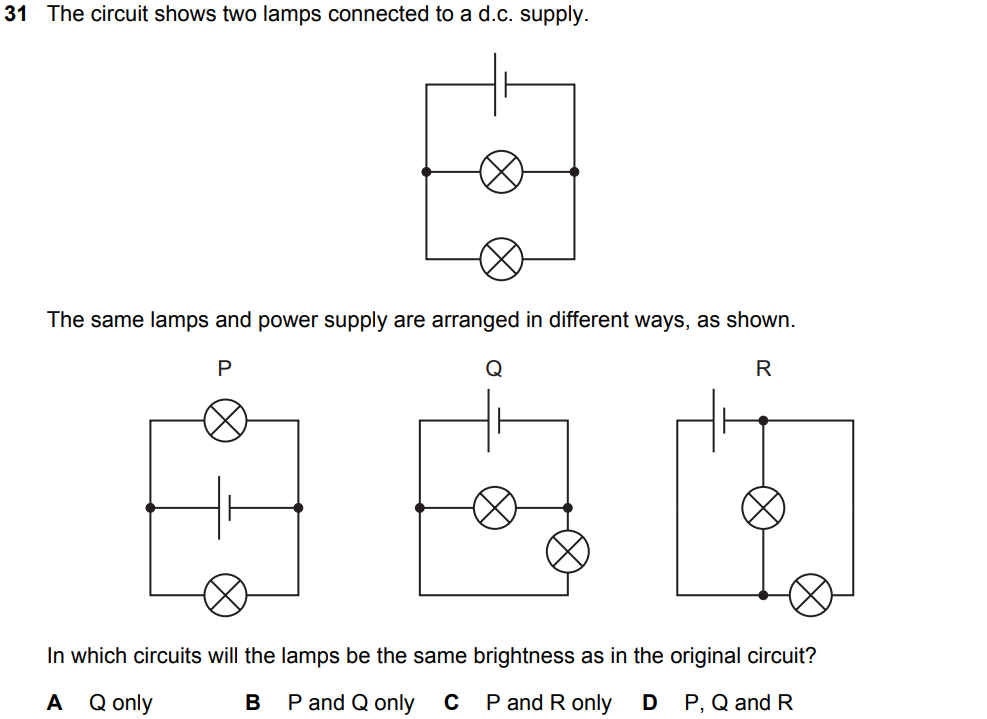 31 The circuit shows two lamps connected to a d.c. supply.
The same lamps and power supply are arranged in different ways, as shown.
P Q R
In which circuits will the lamps be the same brightness as in the original circuit?
A Q only B P and Q only C P and R only D P, Q and R